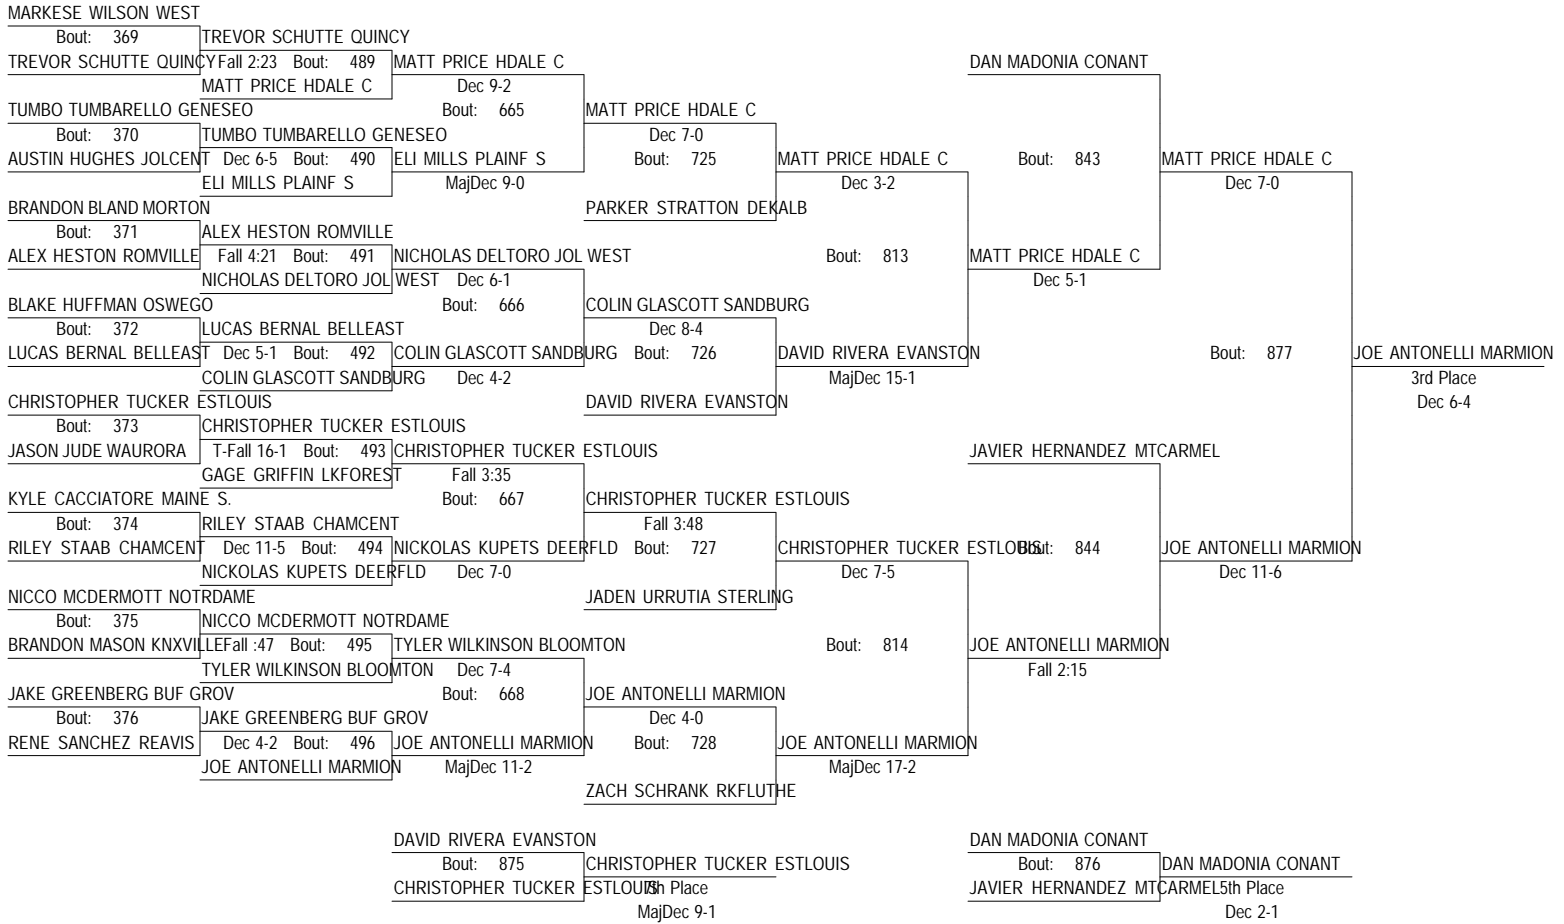 MARKESE WILSON WEST
Bout: 369 TREVOR SCHUTTE QUINCY
TREVOR SCHUTTE QUINCY Fall 2:23 Bout: 489 MATT PRICE HDALE C DAN MADONIA CONANT
MATT PRICE HDALE C Dec 9-2
TUMBO TUMBARELLO GENESEO Bout: 665 MATT PRICE HDALE C
Bout: 370 TUMBO TUMBARELLO GENESEO Dec 7-0
AUSTIN HUGHES JOLCENT Dec 6-5 Bout: 490 ELI MILLS PLAINF S Bout: 725 MATT PRICE HDALE C Bout: 843 MATT PRICE HDALE C
ELI MILLS PLAINF S MajDec 9-0 Dec 3-2 Dec 7-0
BRANDON BLAND MORTON PARKER STRATTON DEKALB
Bout: 371 ALEX HESTON ROMVILLE
ALEX HESTON ROMVILLE Fall 4:21 Bout: 491 NICHOLAS DELTORO JOL WEST Bout: 813 MATT PRICE HDALE C
NICHOLAS DELTORO JOL WEST Dec 6-1 Dec 5-1
BLAKE HUFFMAN OSWEGO Bout: 666 COLIN GLASCOTT SANDBURG
Bout: 372 LUCAS BERNAL BELLEAST Dec 8-4
LUCAS BERNAL BELLEAST Dec 5-1 Bout: 492 COLIN GLASCOTT SANDBURG Bout: 726 DAVID RIVERA EVANSTON Bout: 877 JOE ANTONELLI MARMION
COLIN GLASCOTT SANDBURG Dec 4-2 MajDec 15-1 3rd Place
CHRISTOPHER TUCKER ESTLOUIS DAVID RIVERA EVANSTON Dec 6-4
Bout: 373 CHRISTOPHER TUCKER ESTLOUIS
JASON JUDE WAURORA T-Fall 16-1 Bout: 493 CHRISTOPHER TUCKER ESTLOUIS JAVIER HERNANDEZ MTCARMEL
GAGE GRIFFIN LKFOREST Fall 3:35
KYLE CACCIATORE MAINE S. Bout: 667 CHRISTOPHER TUCKER ESTLOUIS
Bout: 374 RILEY STAAB CHAMCENT Fall 3:48
RILEY STAAB CHAMCENT Dec 11-5 Bout: 494 NICKOLAS KUPETS DEERFLD Bout: 727 CHRISTOPHER TUCKER ESTLOUIS Bout: 844 JOE ANTONELLI MARMION
NICKOLAS KUPETS DEERFLD Dec 7-0 Dec 7-5 Dec 11-6
NICCO MCDERMOTT NOTRDAME JADEN URRUTIA STERLING
Bout: 375 NICCO MCDERMOTT NOTRDAME
BRANDON MASON KNXVILLE Fall :47 Bout: 495 TYLER WILKINSON BLOOMTON Bout: 814 JOE ANTONELLI MARMION
TYLER WILKINSON BLOOMTON Dec 7-4 Fall 2:15
JAKE GREENBERG BUF GROV Bout: 668 JOE ANTONELLI MARMION
Bout: 376 JAKE GREENBERG BUF GROV Dec 4-0
RENE SANCHEZ REAVIS Dec 4-2 Bout: 496 JOE ANTONELLI MARMION Bout: 728 JOE ANTONELLI MARMION
JOE ANTONELLI MARMION MajDec 11-2 MajDec 17-2
ZACH SCHRANK RKFLUTHE
DAVID RIVERA EVANSTON DAN MADONIA CONANT
Bout: 875 CHRISTOPHER TUCKER ESTLOUIS Bout: 876 DAN MADONIA CONANT
CHRISTOPHER TUCKER ESTLOUIS 7th Place JAVIER HERNANDEZ MTCARMEL 5th Place
MajDec 9-1 Dec 2-1